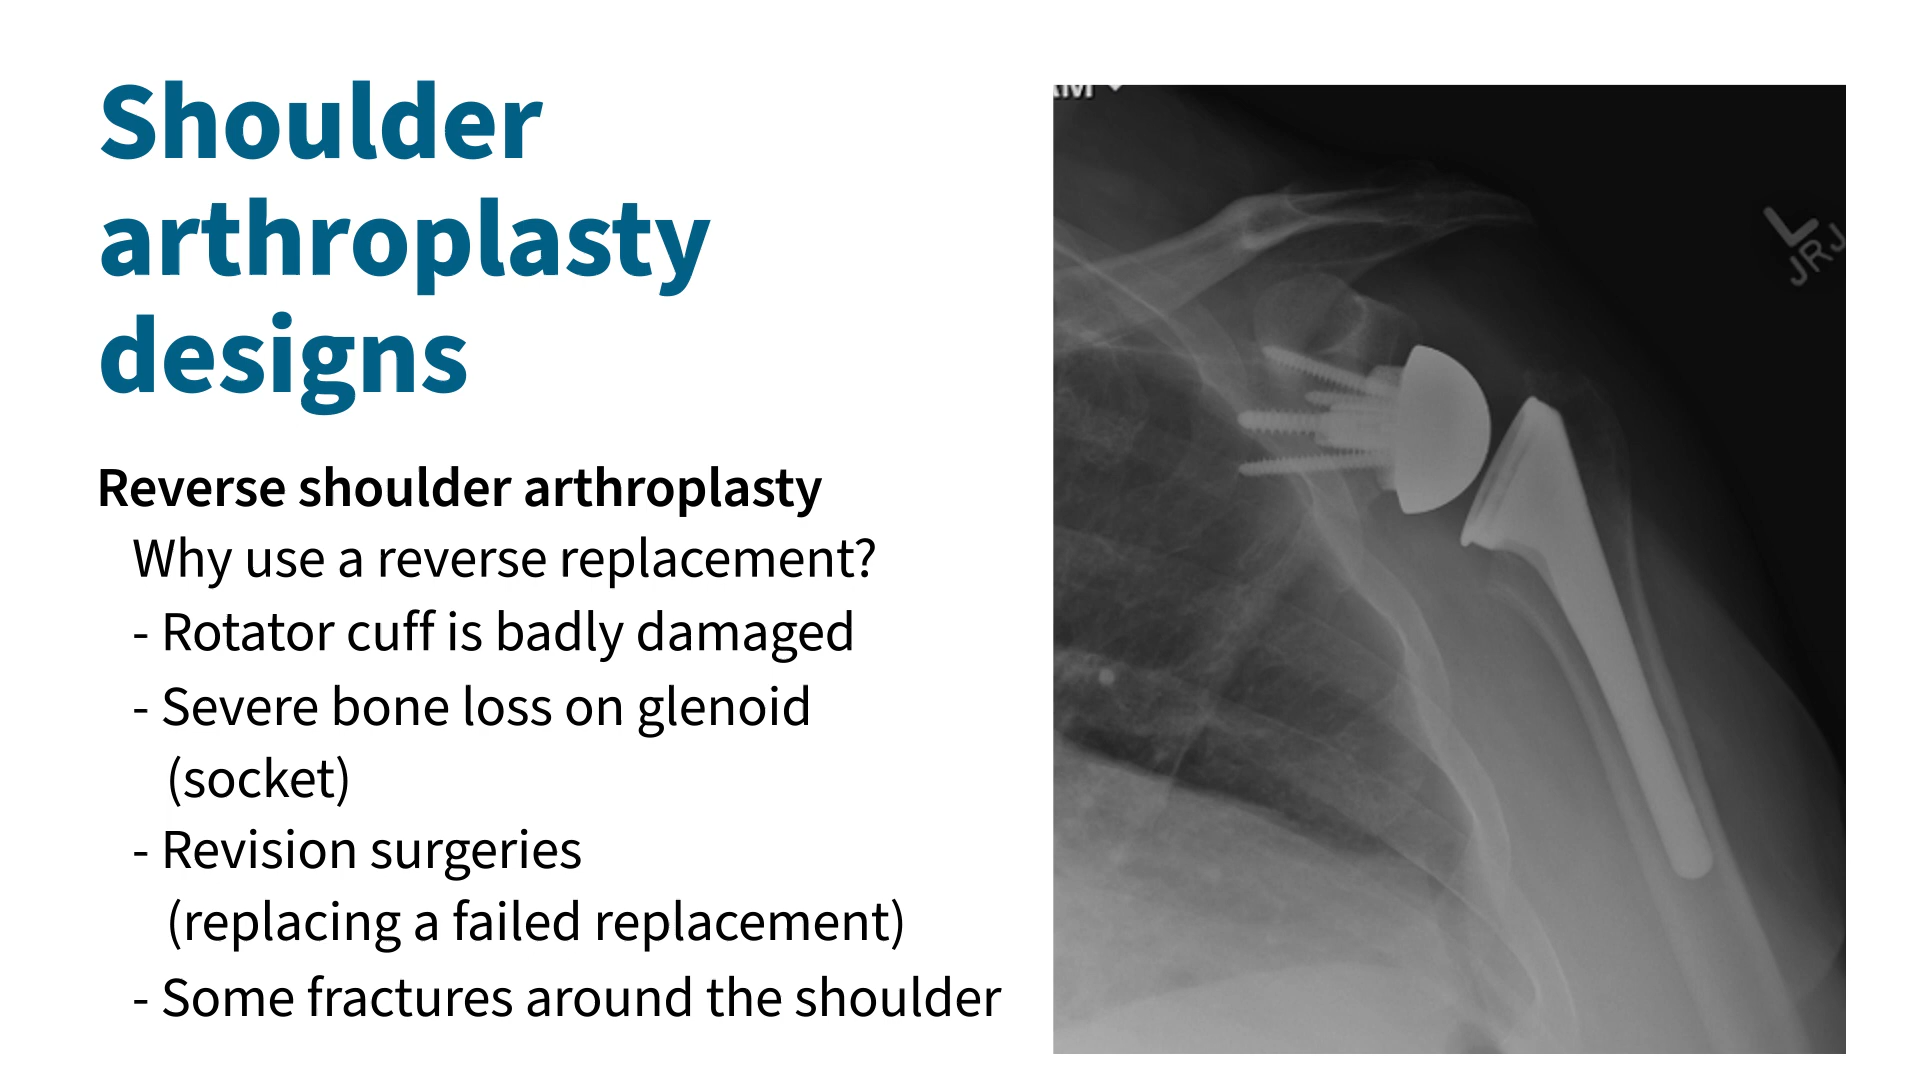 Shoulder
arthroplasty
designs
Reverse shoulder arthroplasty
Why use a reverse replacement?
- Rotator cuff is badly damaged
- Severe bone loss on glenoid
(socket)
- Revision surgeries
(replacing a failed replacement)
- Some fractures around the shoulder
L
JRJ